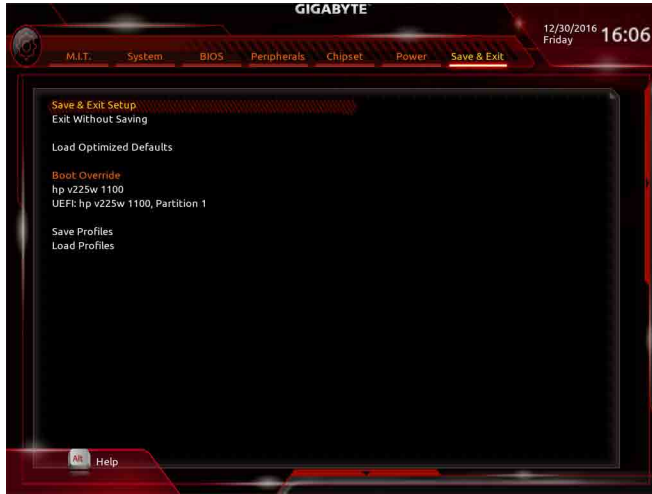 GIGABYTE
12/30/2016
Friday
16:06
M.I.T. System BIOS Peripherals Chipset Power Save & Exit
Save & Exit Setup
Exit Without Saving
Load Optimized Defaults
Boot Override
hp v225w 1100
UEFI: hp v225w 1100, Partition 1
Save Profiles
Load Profiles
Alt Help